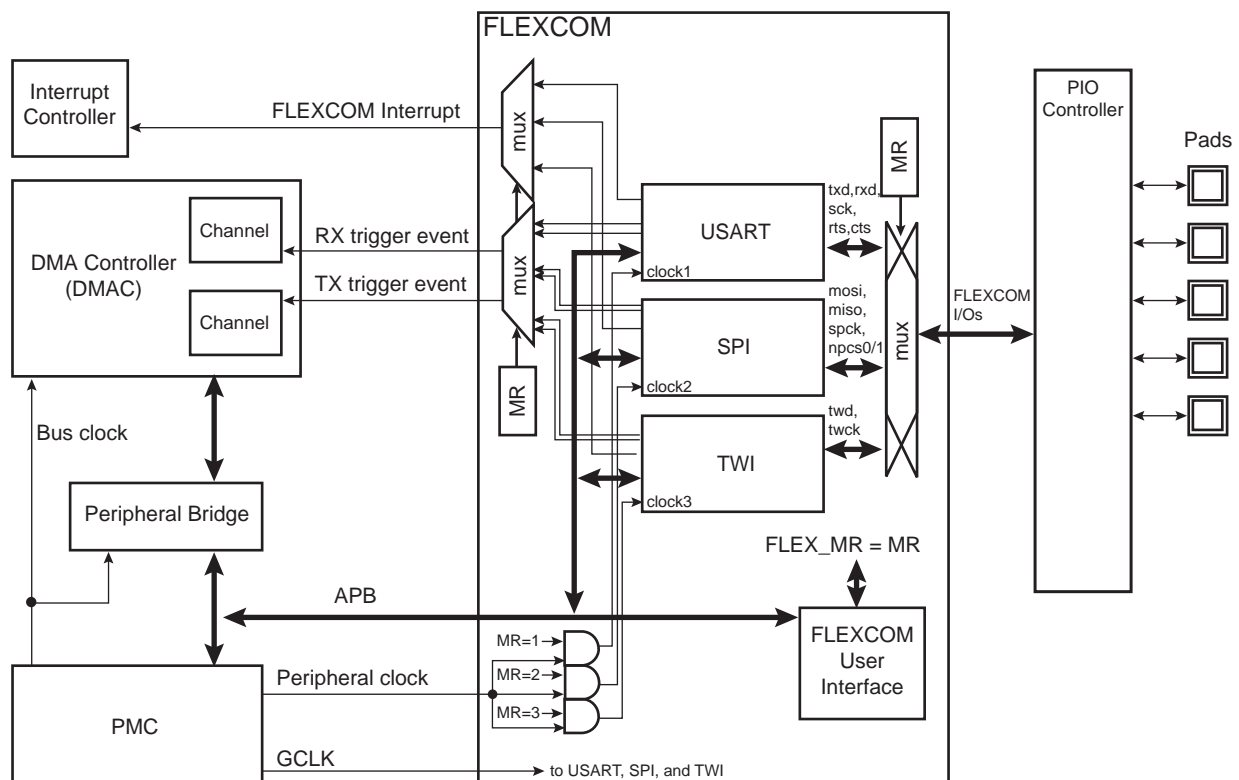 FLEXCOM
Interrupt
Controller
FLEXCOM Interrupt
mux
MR
PIO
Controller
Pads
Channel
RX trigger event
DMA Controller
(DMAC)
TX trigger event
Channel
mux
MR
USART
clock1
txd,rxd,
sck,
rts,cts
SPI
clock2
mosi,
miso,
spck,
npcs0/1
mux
FLEXCOM
I/Os
TWI
clock3
twd,
twck
Bus clock
Peripheral Bridge
APB
FLEX_MR = MR
FLEXCOM
User
Interface
MR=1
MR=2
MR=3
Peripheral clock
PMC
GCLK
to USART, SPI, and TWI